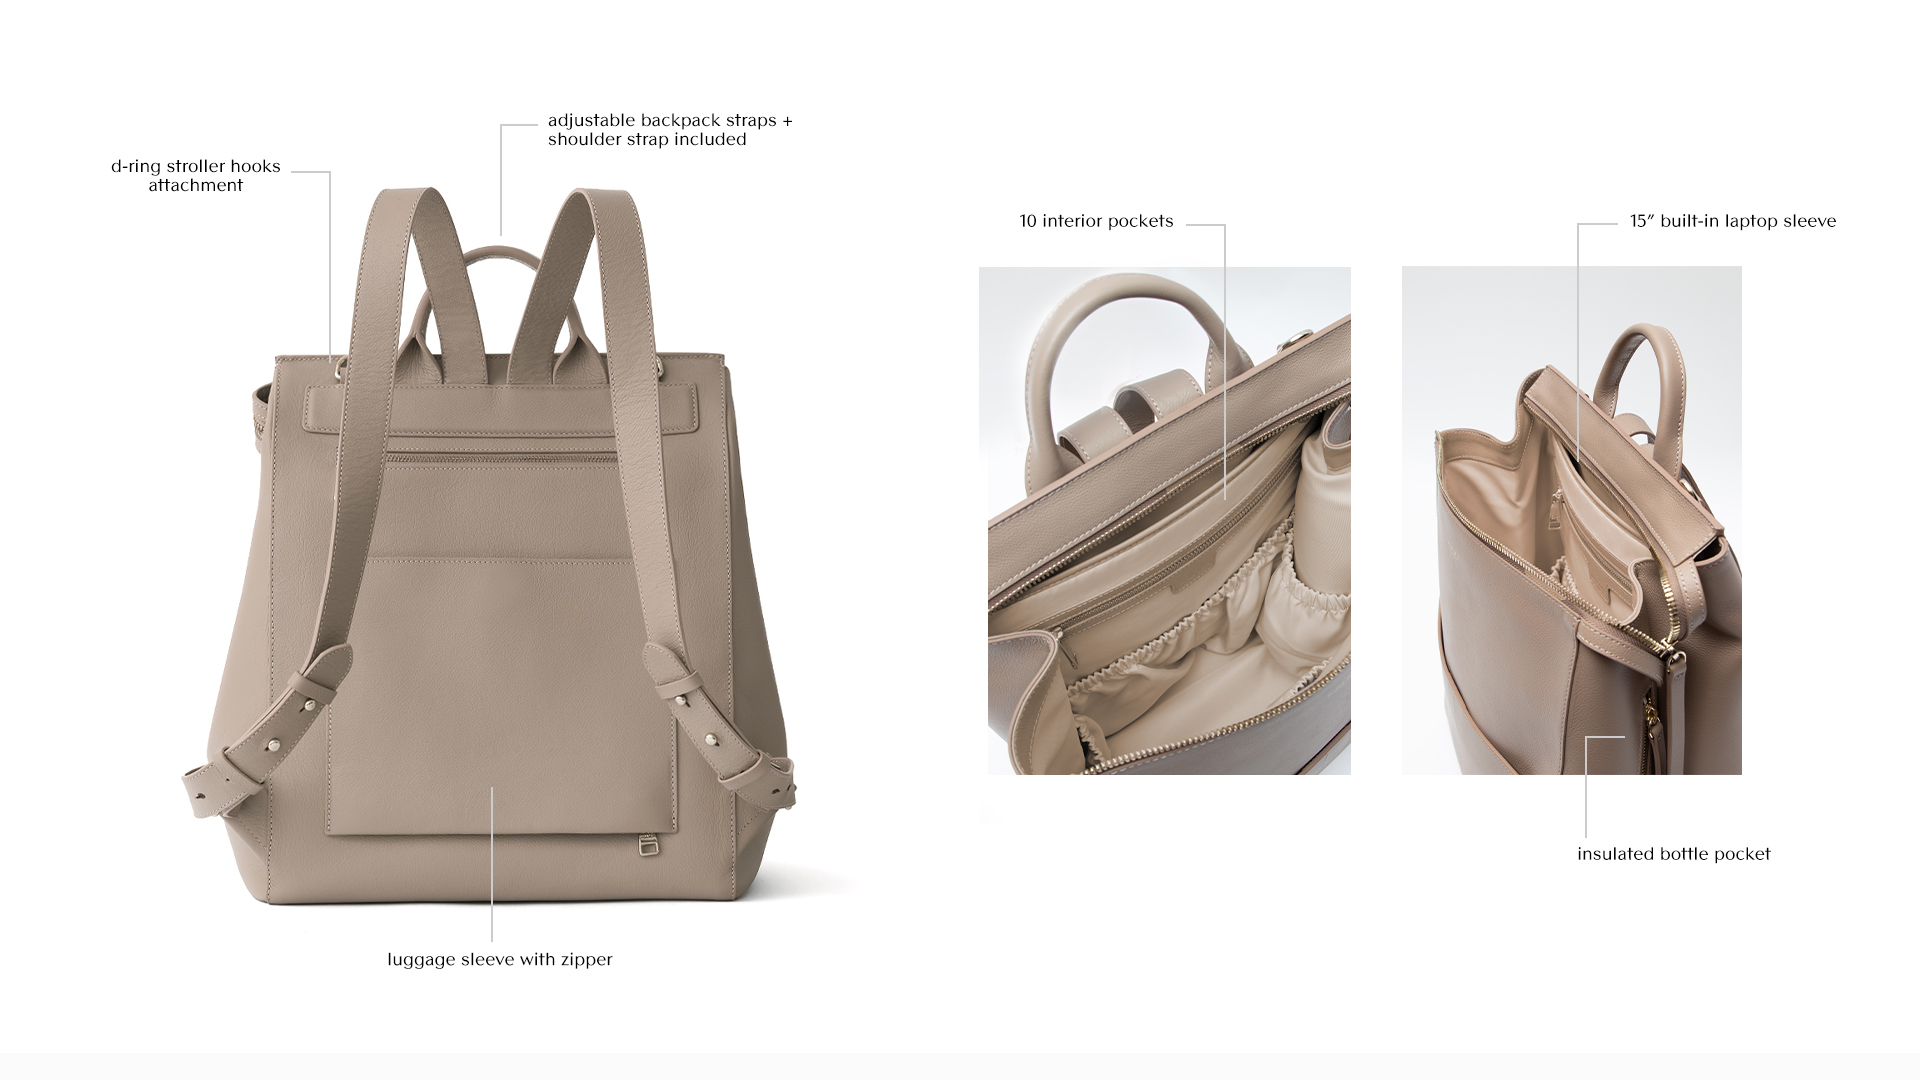 adjustable backpack straps +
shoulder strap included
d-ring stroller hooks
attachment
10 interior pockets
15" built-in laptop sleeve
insulated bottle pocket
luggage sleeve with zipper